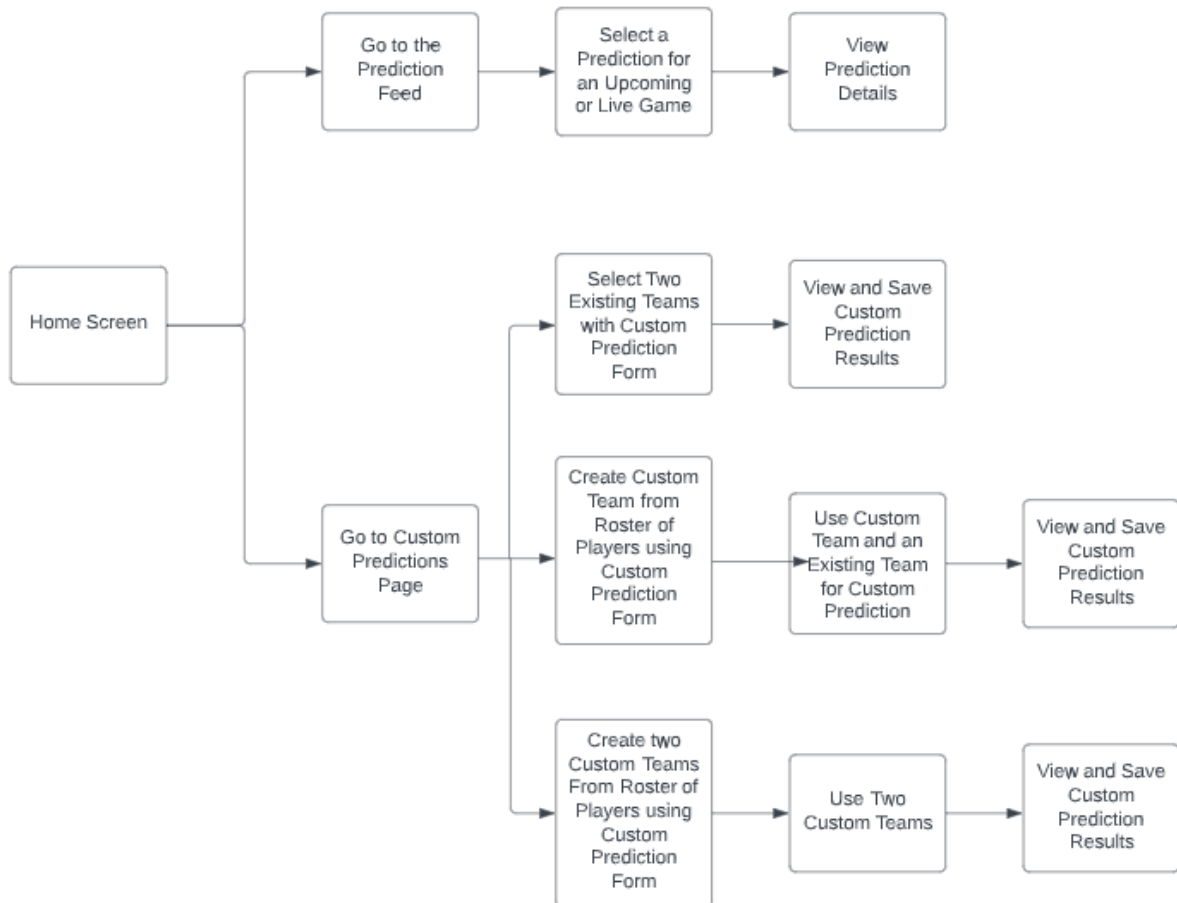 Go to the
Prediction
Feed
Select a
Prediction for
an Upcoming
or Live Game
View
Prediction
Details
Home Screen
Select Two
Existing Teams
with Custom
Prediction
Form
View and Save
Custom
Prediction
Results
Go to Custom
Predictions
Page
Create Custom
Team from
Roster of
Players using
Custom
Prediction
Form
Use Custom
Team and an
Existing Team
for Custom
Prediction
View and Save
Custom
Prediction
Results
Create two
Custom Teams
From Roster of
Players using
Custom
Prediction
Form
Use Two
Custom Teams
View and Save
Custom
Prediction
Results